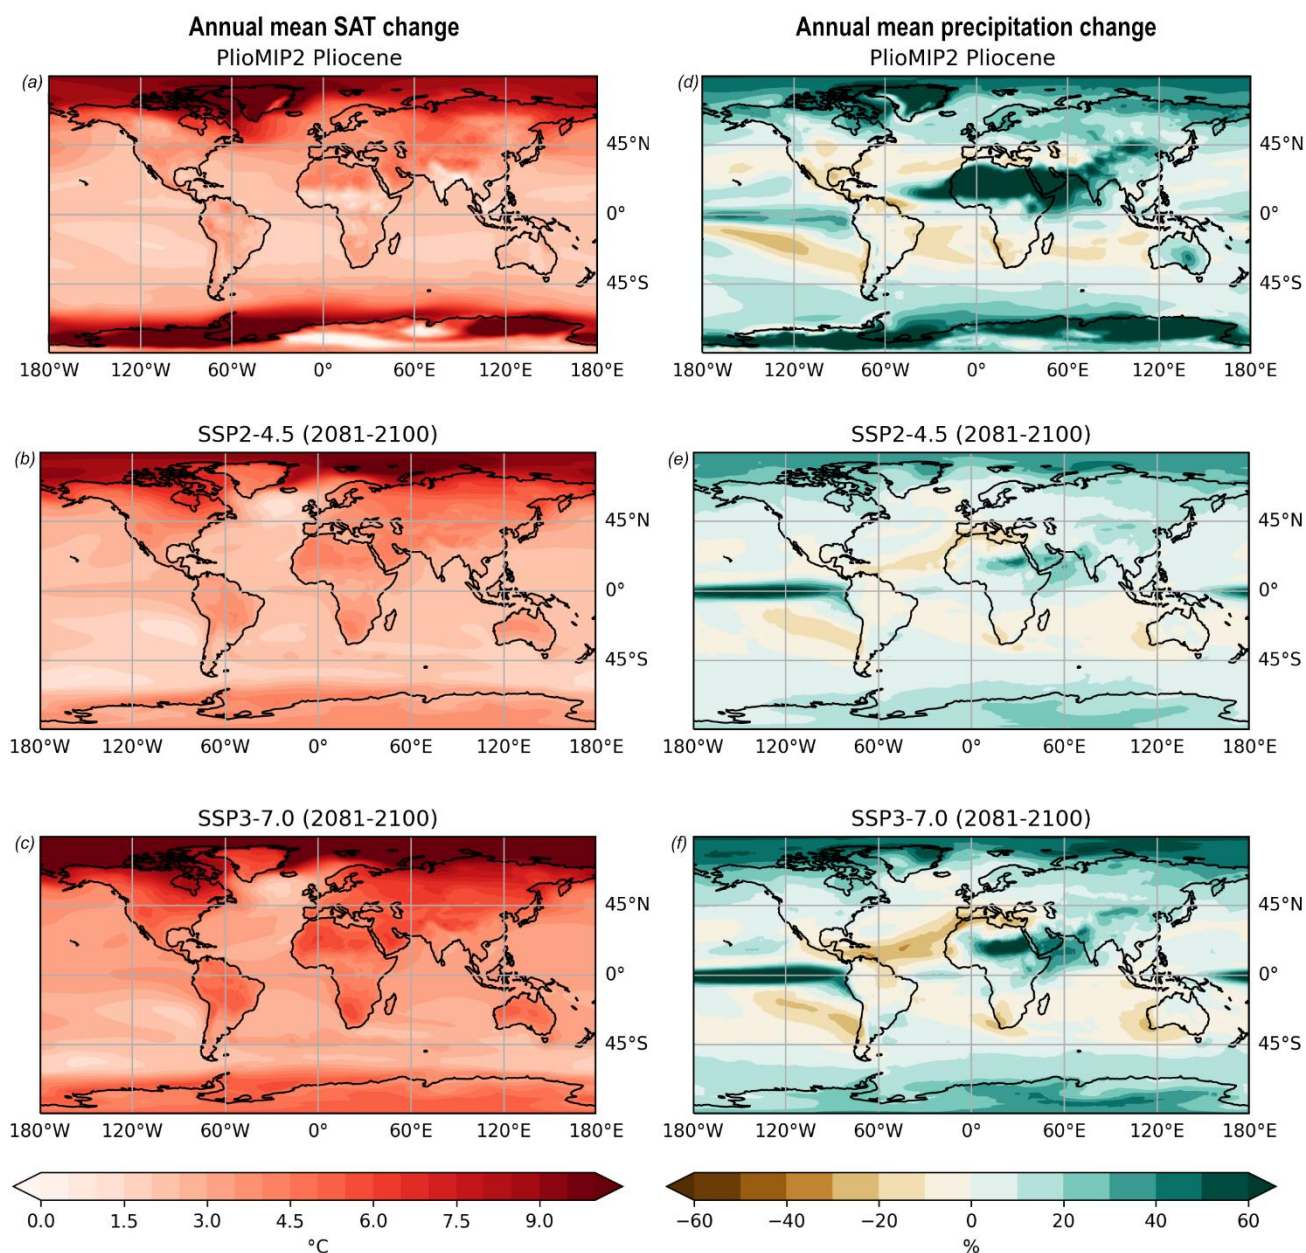 Annual mean SAT change
PlioMIP2 Pliocene
(a)
45°N
0°
45°S
180°W 120°W 60°W 0° 60°E 120°E 180°E
SSP2-4.5 (2081-2100)
(b)
45°N
0°
45°S
180°W 120°W 60°W 0° 60°E 120°E 180°E
SSP3-7.0 (2081-2100)
(c)
45°N
0°
45°S
180°W 120°W 60°W 0° 60°E 120°E 180°E
0.0 1.5 3.0 4.5 6.0 7.5 9.0
°C
Annual mean precipitation change
PlioMIP2 Pliocene
(d)
45°N
0°
45°S
180°W 120°W 60°W 0° 60°E 120°E 180°E
SSP2-4.5 (2081-2100)
(e)
45°N
0°
45°S
180°W 120°W 60°W 0° 60°E 120°E 180°E
SSP3-7.0 (2081-2100)
(f)
45°N
0°
45°S
180°W 120°W 60°W 0° 60°E 120°E 180°E
−60 −40 −20 0 20 40 60
%